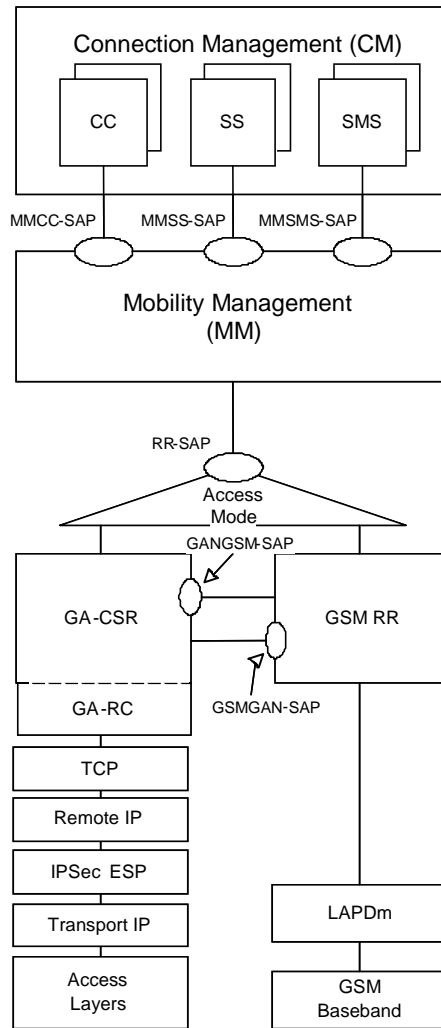 Connection Management (CM)
CC
SS
SMS
MMCC-SAP
MMSS-SAP
MMSMS-SAP
Mobility Management
(MM)
RR-SAP
Access
Mode
GANGSM-SAP
GA-CSR
GSM RR
GA-RC
GSMGAN-SAP
TCP
Remote IP
IPSec ESP
Transport IP
LAPDm
Access
Layers
GSM
Baseband